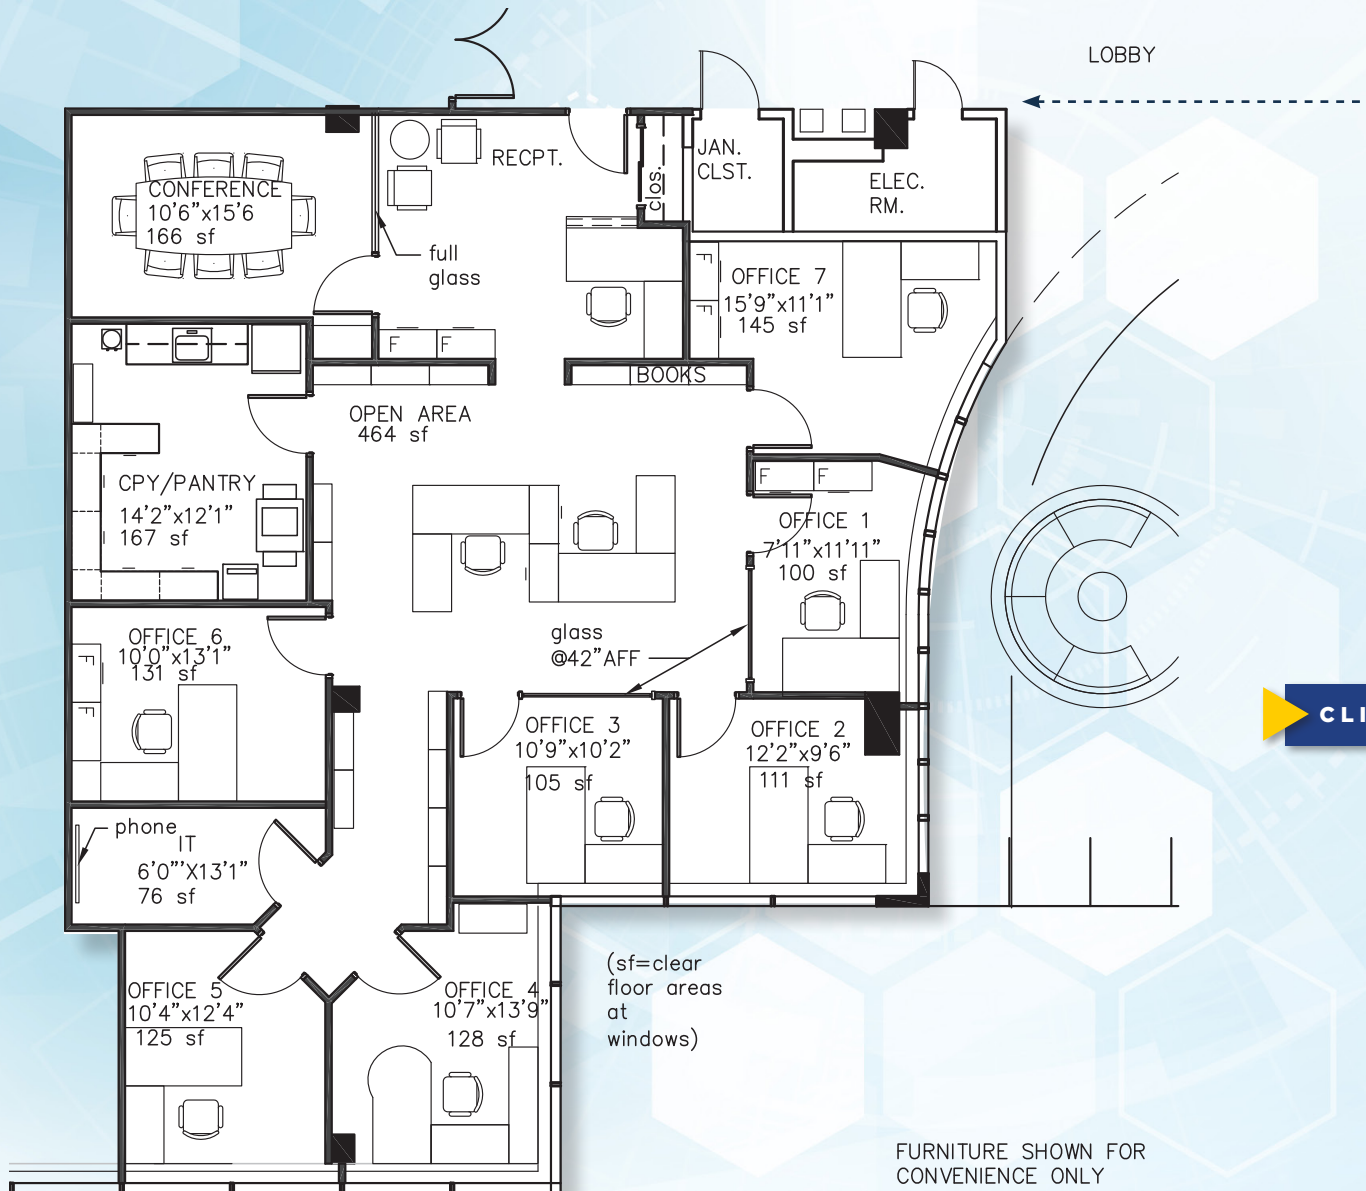 LOBBY
RECPT.
JAN.
CLST.
clos.
ELEC.
RM.
CONFERENCE
10'6"x15'6
166 sf
full
glass
OFFICE 7
15'9"x11'1"
145 sf
F
F
F
F
BOOKS
OPEN AREA
464 sf
CPY/PANTRY
14'2"x12'1"
167 sf
F
F
OFFICE 1
7'11"x11'11"
100 sf
glass
@42"AFF
OFFICE 6
10'0"x13'1"
131 sf
F
F
OFFICE 3
10'9"x10'2"
105 sf
OFFICE 2
12'2"x9'6"
111 sf
CLI
phone
IT
6'0"'X13'1"
76 sf
OFFICE 5
10'4"x12'4"
125 sf
OFFICE 4
10'7"x13'9"
128 sf
(sf=clear
floor areas
at
windows)
FURNITURE SHOWN FOR
CONVENIENCE ONLY